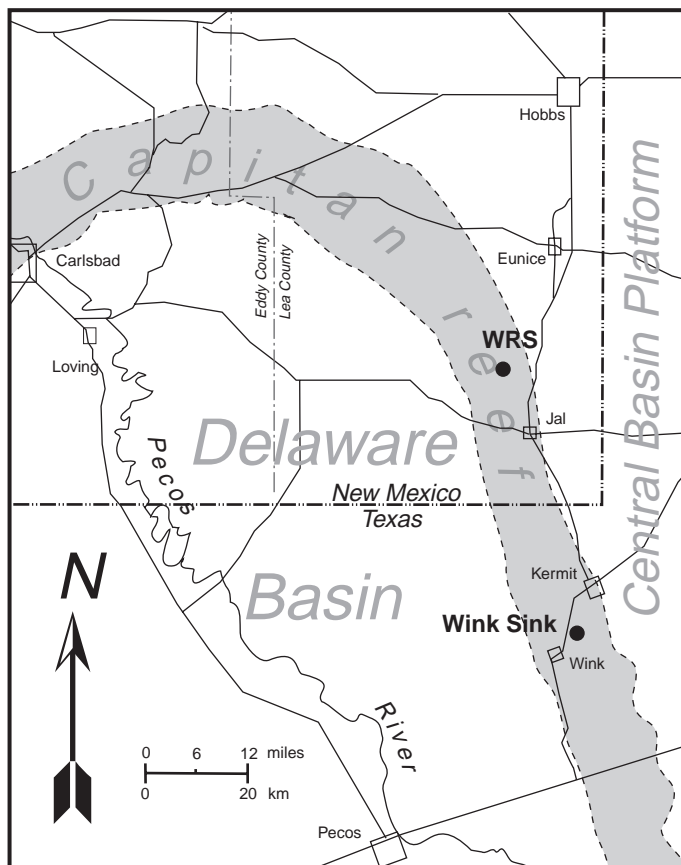 Hobbs
Capitan reef
Central Basin Platform
Carlsbad
Eunice
Eddy County
Lea County
WRS
Loving
Jal
Pecos
Delaware
New Mexico
Texas
N
Basin
Kermit
Wink Sink
Wink
River
0 6 12 miles
0 20 km
Pecos